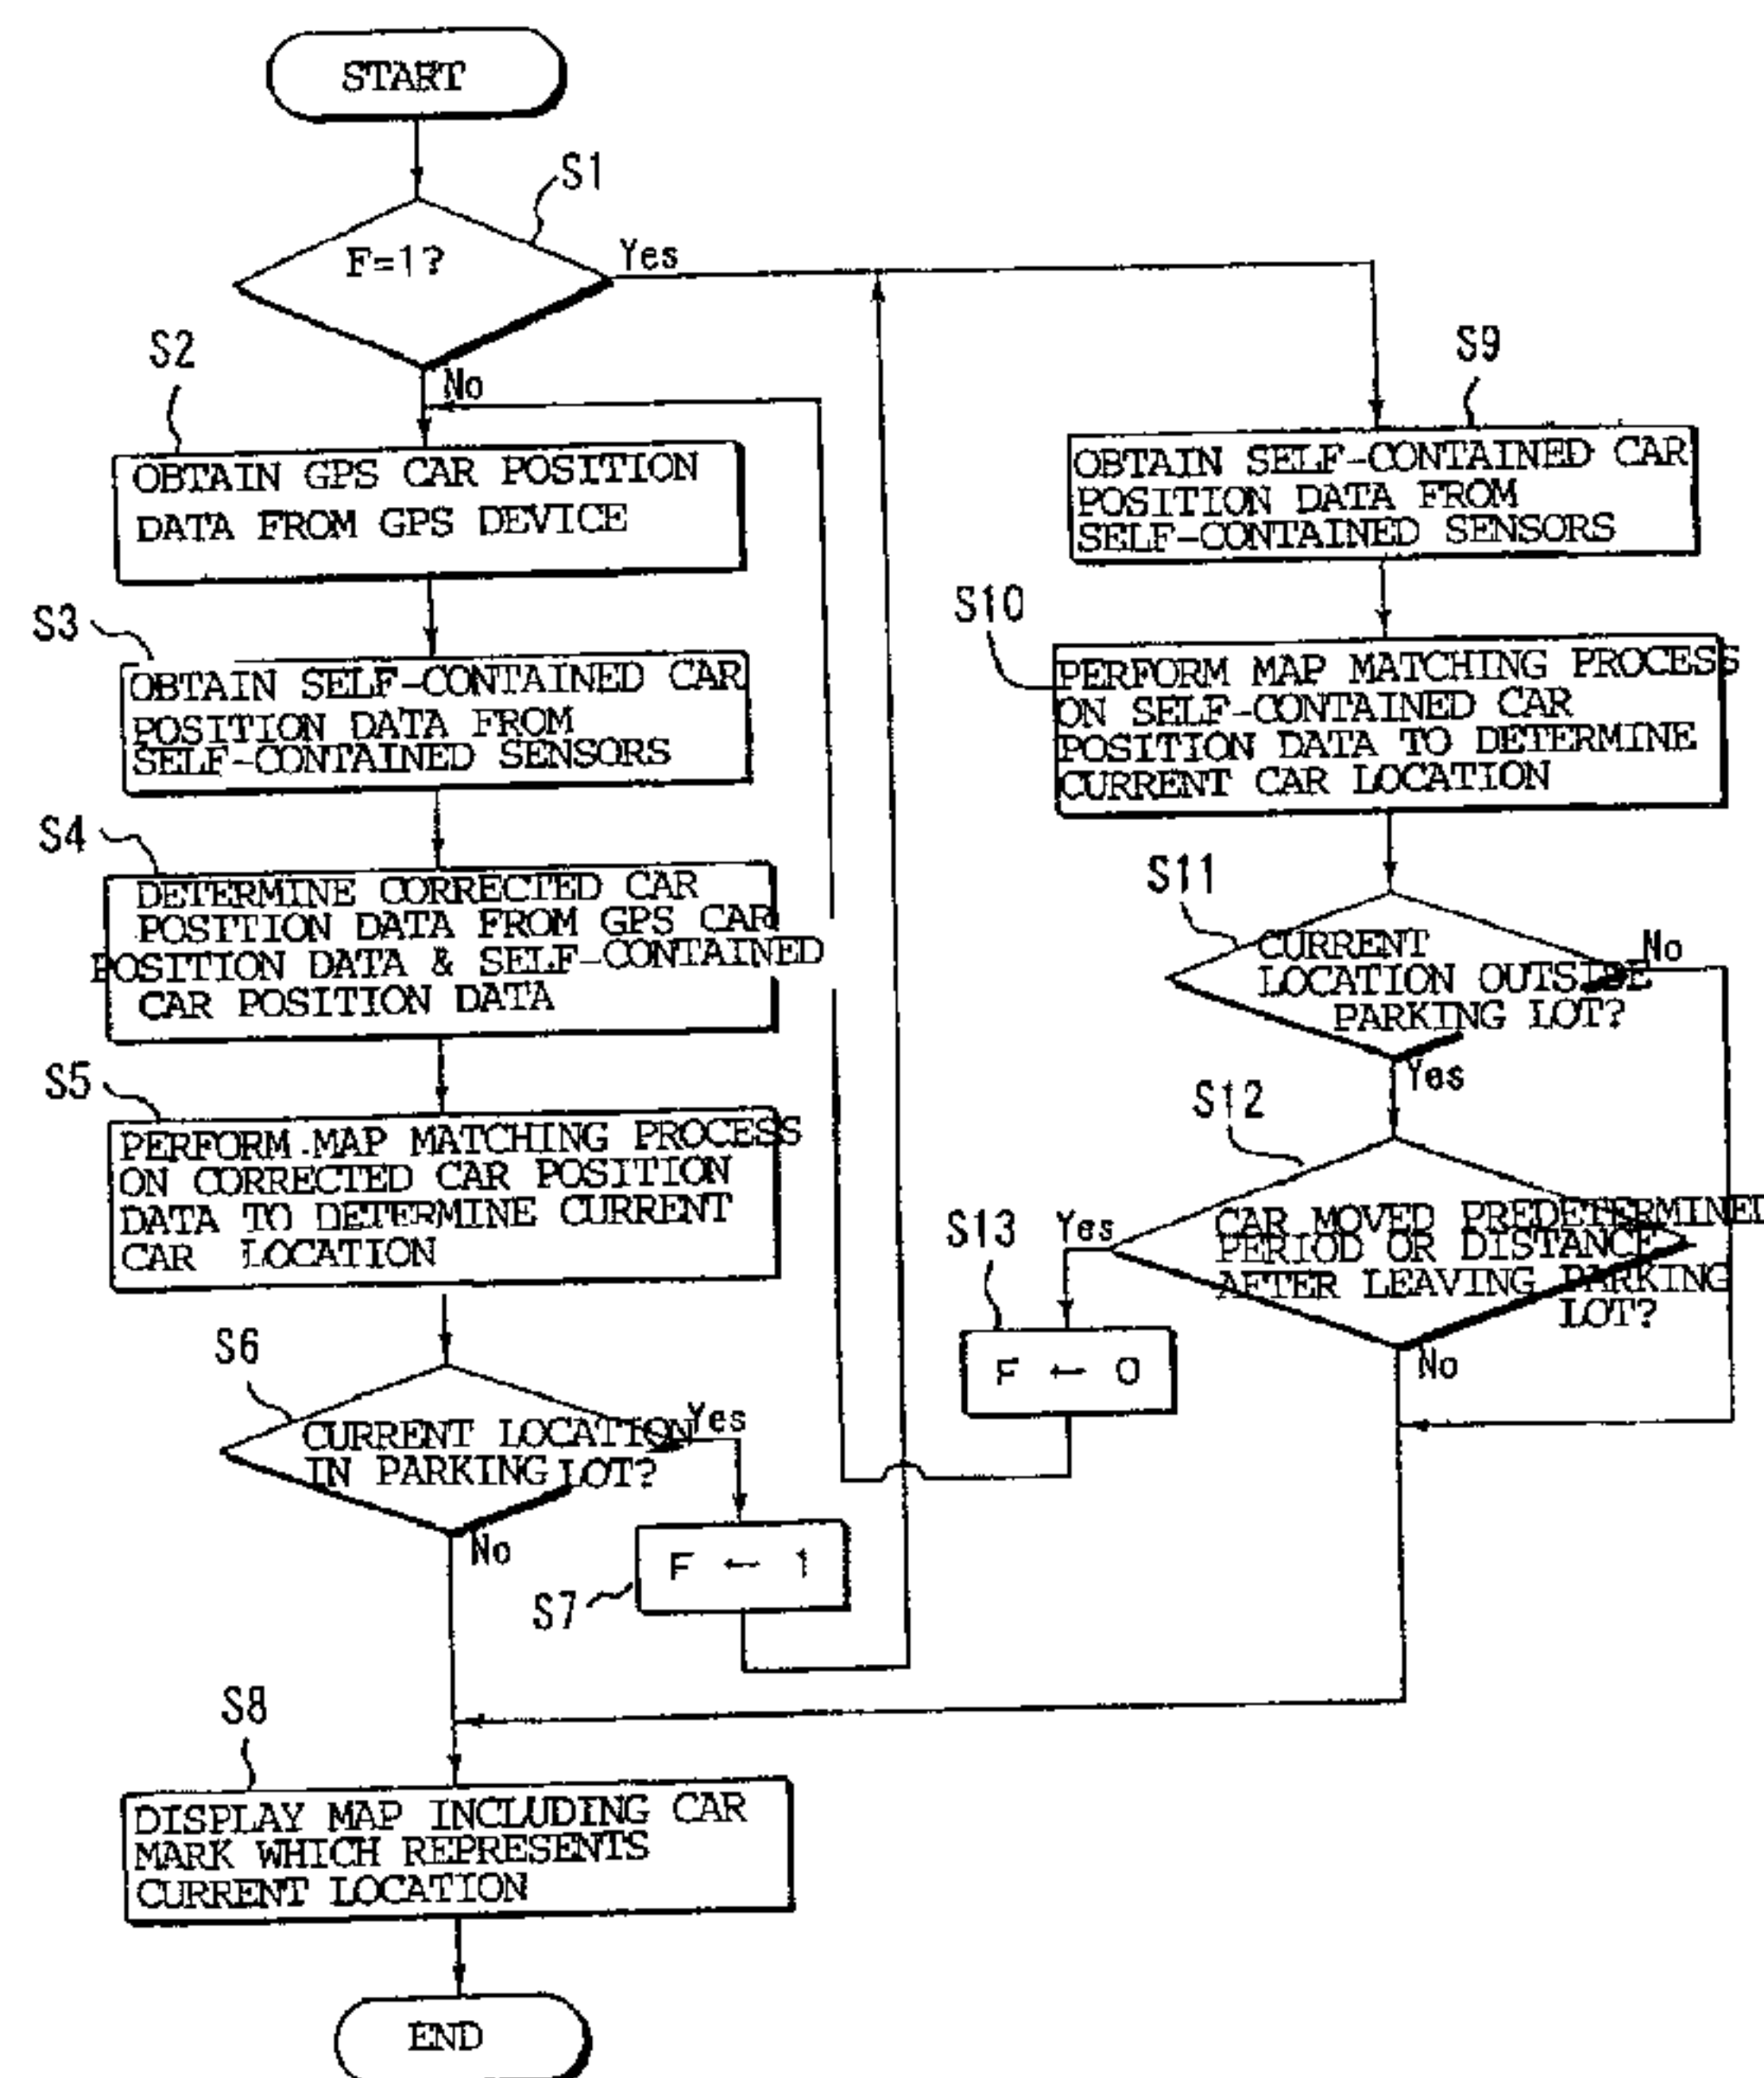 START
S1
F=1?
Yes
No
S2
OBTAIN GPS CAR POSITION
DATA FROM GPS DEVICE
S3
OBTAIN SELF-CONTAINED CAR
POSITION DATA FROM
SELF-CONTAINED SENSORS
S4
DETERMINE CORRECTED CAR
POSITION DATA FROM GPS CAR
POSITION DATA & SELF-CONTAINED
CAR POSITION DATA
S5
PERFORM MAP MATCHING PROCESS
ON CORRECTED CAR POSITION
DATA TO DETERMINE CURRENT
CAR LOCATION
S6
CURRENT LOCATION
IN PARKING LOT?
Yes
No
F ← 1
S7
S8
DISPLAY MAP INCLUDING CAR
MARK WHICH REPRESENTS
CURRENT LOCATION
END
S9
OBTAIN SELF-CONTAINED CAR
POSITION DATA FROM
SELF-CONTAINED SENSORS
S10
PERFORM MAP MATCHING PROCESS
ON SELF-CONTAINED CAR
POSITION DATA TO DETERMINE
CURRENT CAR LOCATION
S11
CURRENT
LOCATION OUTSIDE
PARKING LOT?
No
Yes
S12
CAR MOVED PREDETERMINED
PERIOD OR DISTANCE
AFTER LEAVING PARKING
LOT?
Yes
No
S13
F ← 0